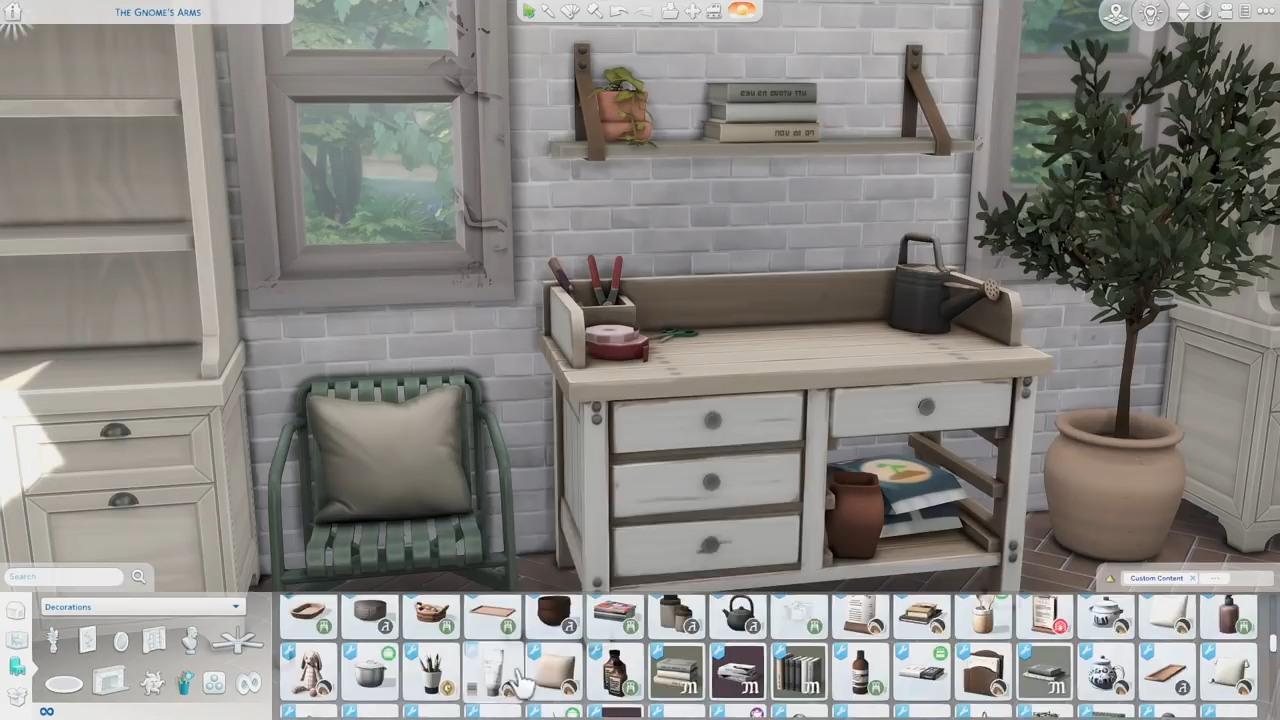 The Gnome's Arms
Search
Custom Content
Decorations